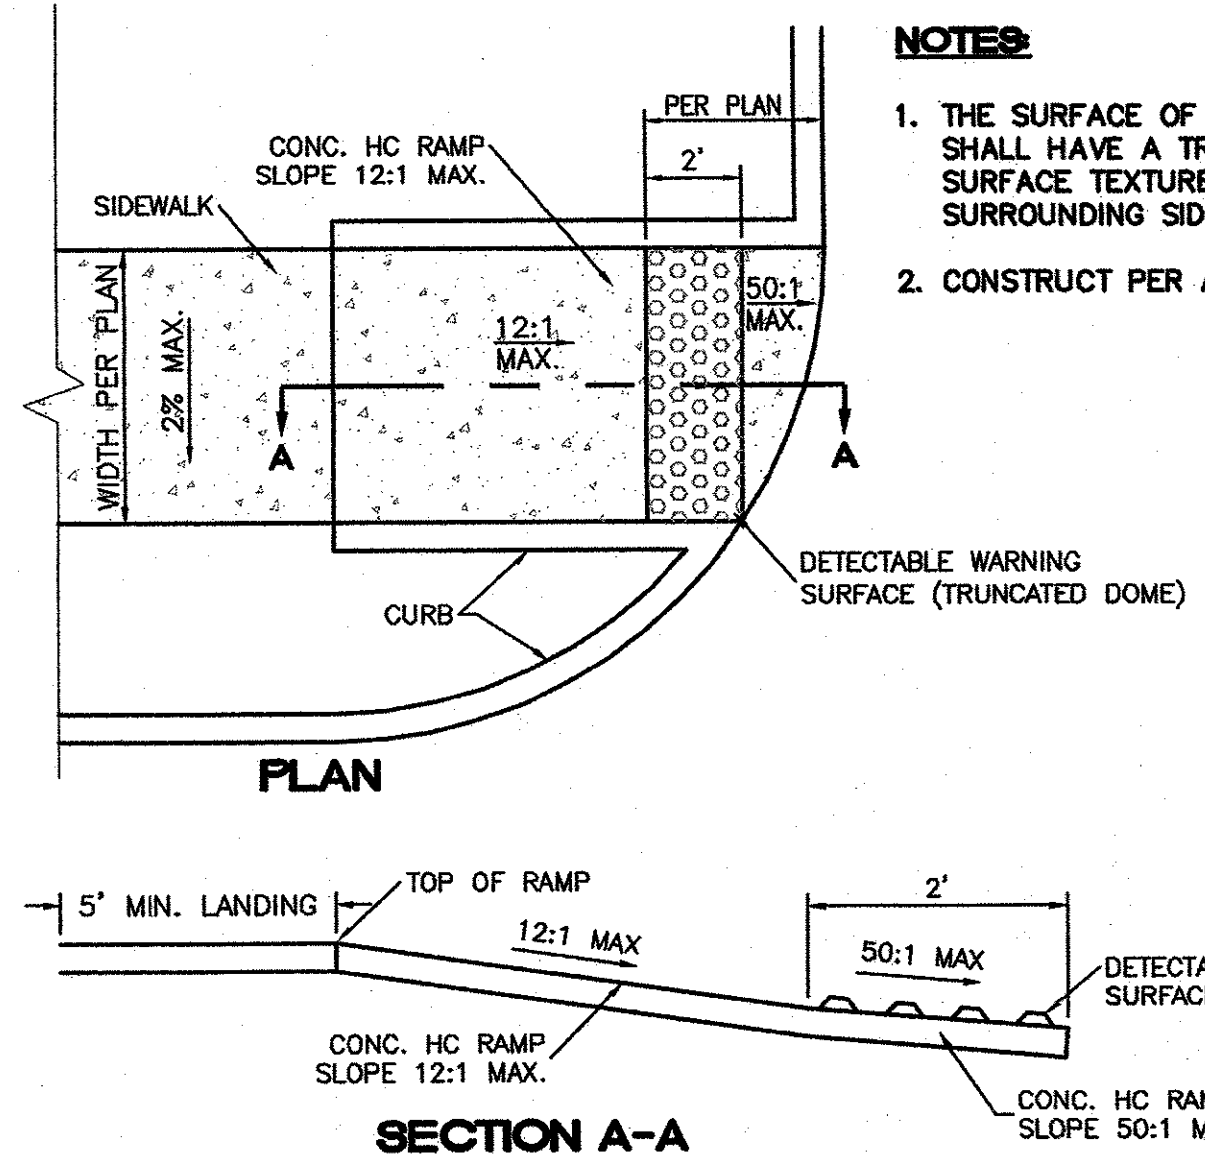 NOTES:
1. THE SURFACE OF
SHALL HAVE A TR
SURFACE TEXTURE
SURROUNDING SID
2. CONSTRUCT PER A
PER PLAN
2'
CONC. HC RAMP
SLOPE 12:1 MAX.
SIDEWALK
WIDTH PER PLAN
2% MAX.
12:1
MAX.
50:1
MAX.
A
A
DETECTABLE WARNING
SURFACE (TRUNCATED DOME)
CURB
PLAN
5' MIN. LANDING
TOP OF RAMP
12:1 MAX
2'
50:1 MAX
DETECTA
SURFAC
CONC. HC RAMP
SLOPE 12:1 MAX.
CONC. HC RAM
SLOPE 50:1 M
SECTION A-A